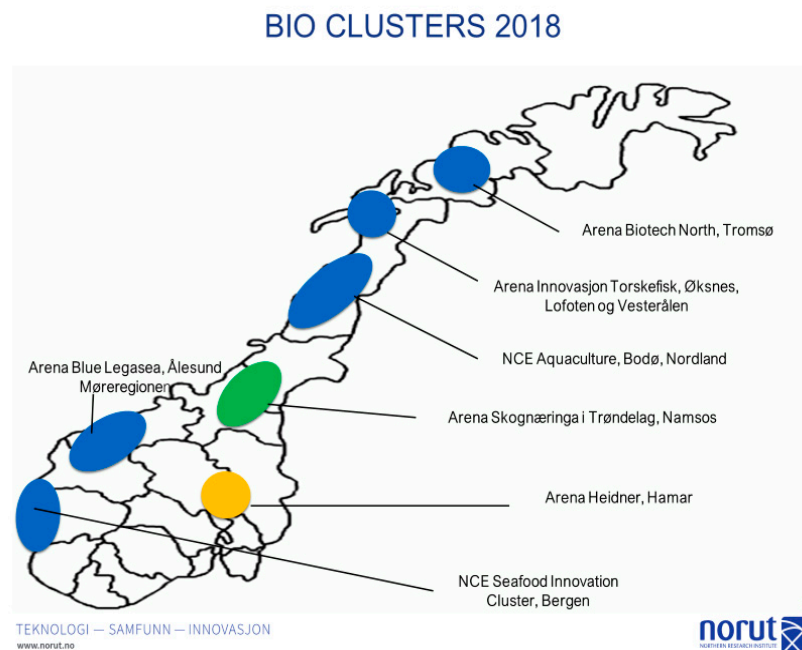 BIO CLUSTERS 2018
Arena Biotech North, Tromsø
Arena Innovasjon Torskefisk, Øksnes,
Lofoten og Vesterålen
NCE Aquaculture, Bodø, Nordland
Arena Blue Legasea, Ålesund
Møreregionen
Arena Skognæringa i Trøndelag, Namsos
Arena Heidner, Hamar
NCE Seafood Innovation
Cluster, Bergen
TEKNOLOGI — SAMFUNN — INNOVASJON
www.norut.no
norut
NORTHERN RESEARCH INSTITUTE